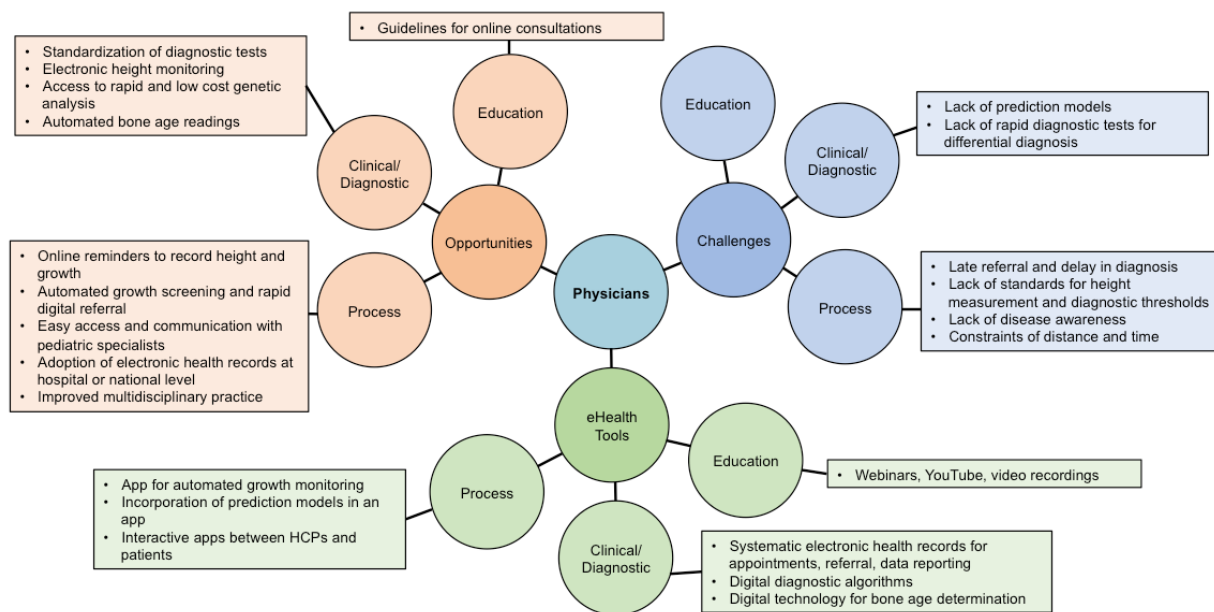 • Guidelines for online consultations
• Standardization of diagnostic tests
• Electronic height monitoring
• Access to rapid and low cost genetic
analysis
• Automated bone age readings
Education
Clinical/
Diagnostic
Opportunities
• Online reminders to record height and
growth
• Automated growth screening and rapid
digital referral
• Easy access and communication with
pediatric specialists
• Adoption of electronic health records at
hospital or national level
• Improved multidisciplinary practice
Process
Physicians
Challenges
Education
Clinical/
Diagnostic
• Lack of prediction models
• Lack of rapid diagnostic tests for
differential diagnosis
Process
• Late referral and delay in diagnosis
• Lack of standards for height
measurement and diagnostic thresholds
• Lack of disease awareness
• Constraints of distance and time
eHealth
Tools
Education
• Webinars, YouTube, video recordings
Process
• App for automated growth monitoring
• Incorporation of prediction models in an
app
• Interactive apps between HCPs and
patients
Clinical/
Diagnostic
• Systematic electronic health records for
appointments, referral, data reporting
• Digital diagnostic algorithms
• Digital technology for bone age determination